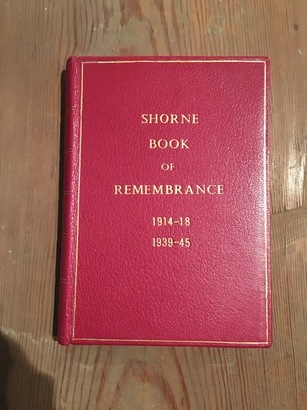 SHORNE
BOOK
OF
REMEMBRANCE
1914-18
1939-45